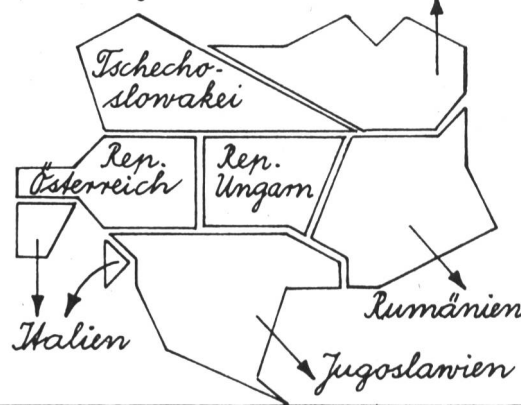 Tschecho-
slowakei
Rep.
Österreich
Rep.
Ungarn
Rumänien
Italien
Jugoslawien